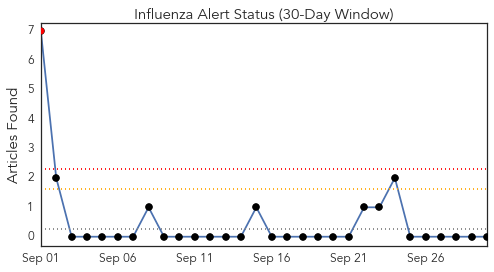 Influenza Alert Status (30-Day Window)
Articles Found
7
6
5
4
3
2
1
0
Sep 01 Sep 06 Sep 11 Sep 16 Sep 21 Sep 26